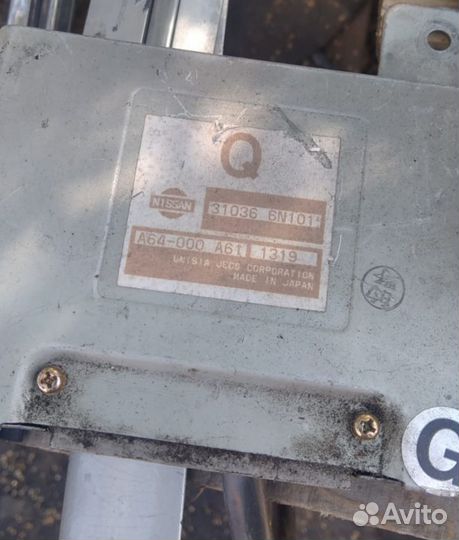 Q
NISSAN
31036 6N101
A64-000 A61 1319
UNISIA JECS CORPORATION
MADE IN JAPAN
G
Avito